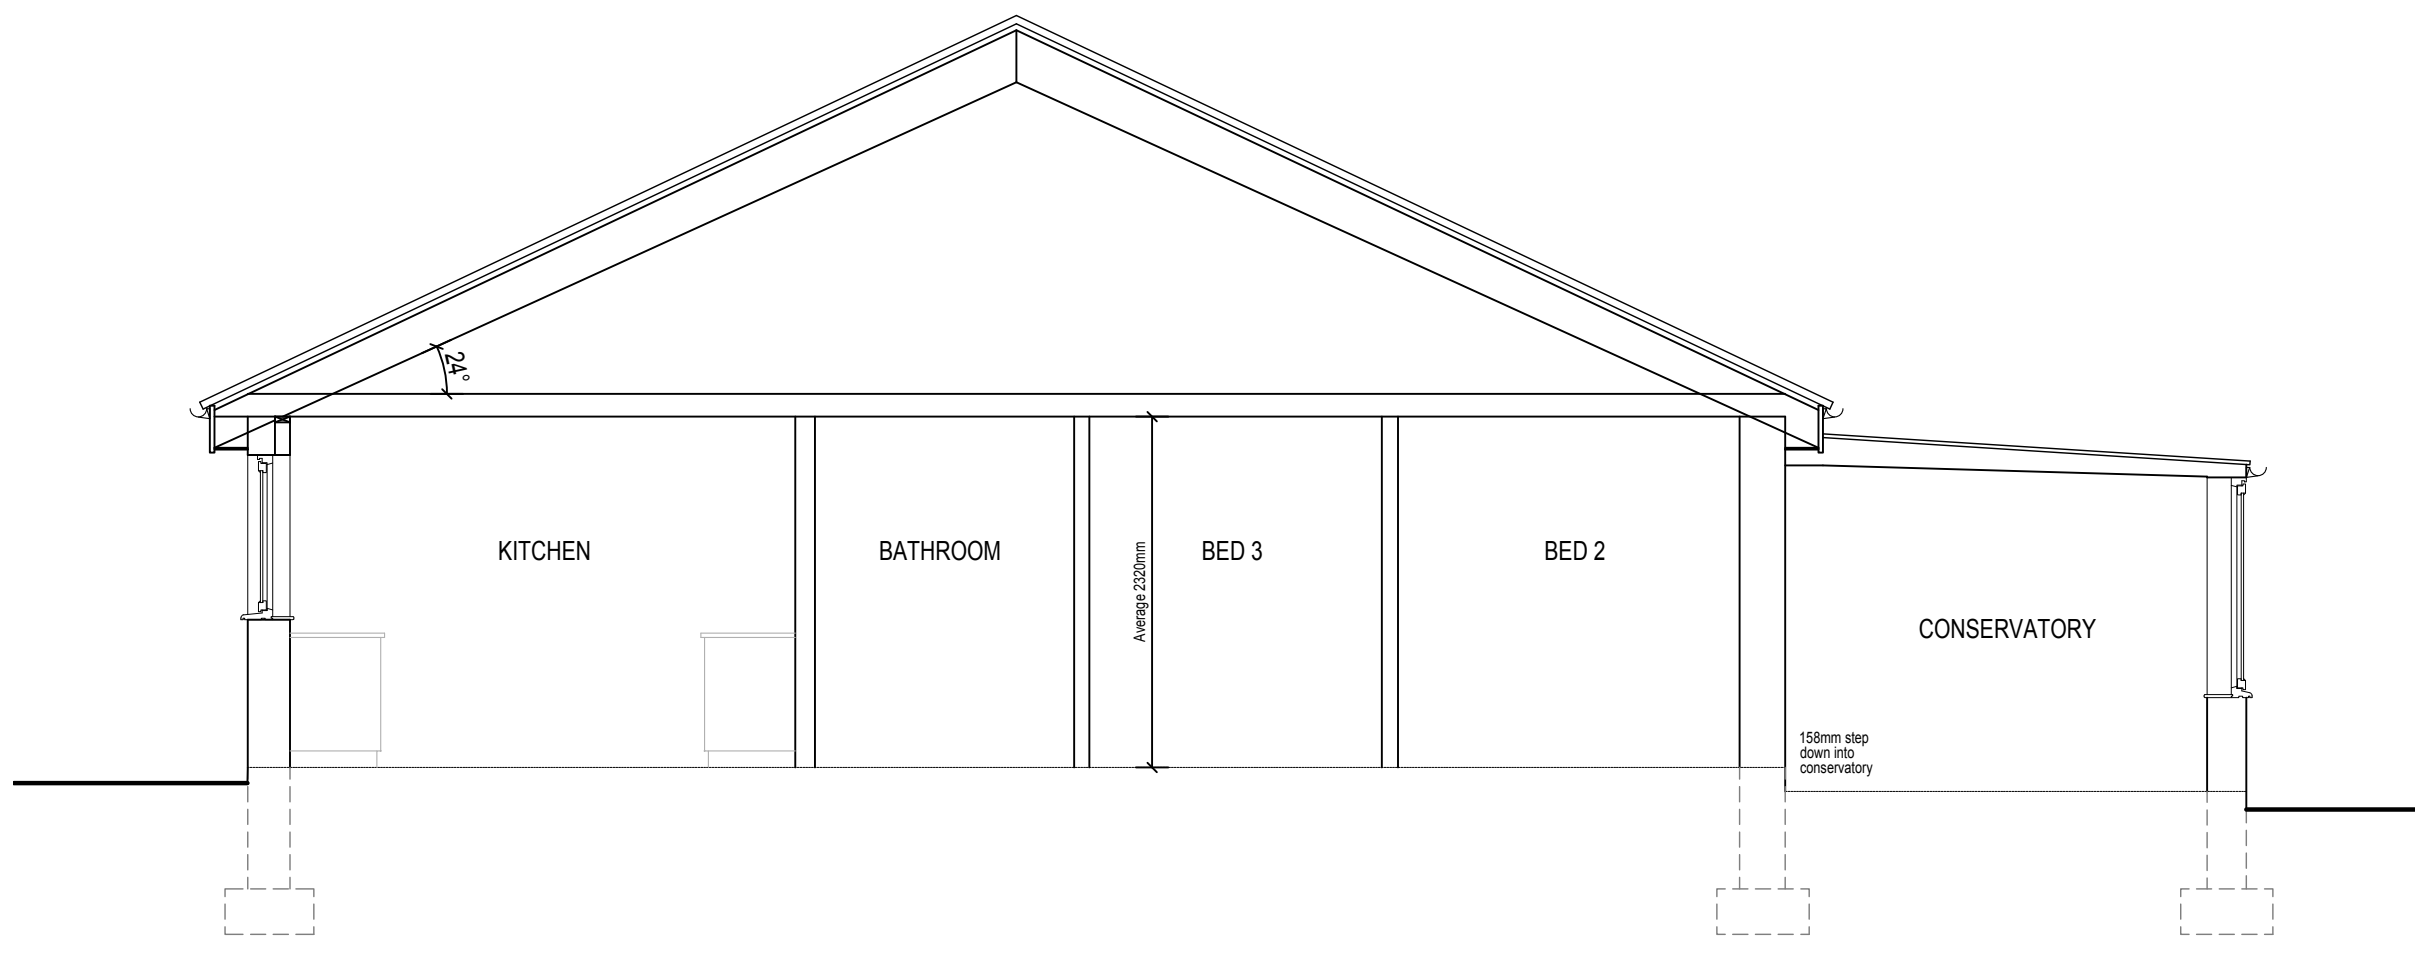 24°
KITCHEN
BATHROOM
BED 3
BED 2
Average 2320mm
CONSERVATORY
158mm step
down into
conservatory